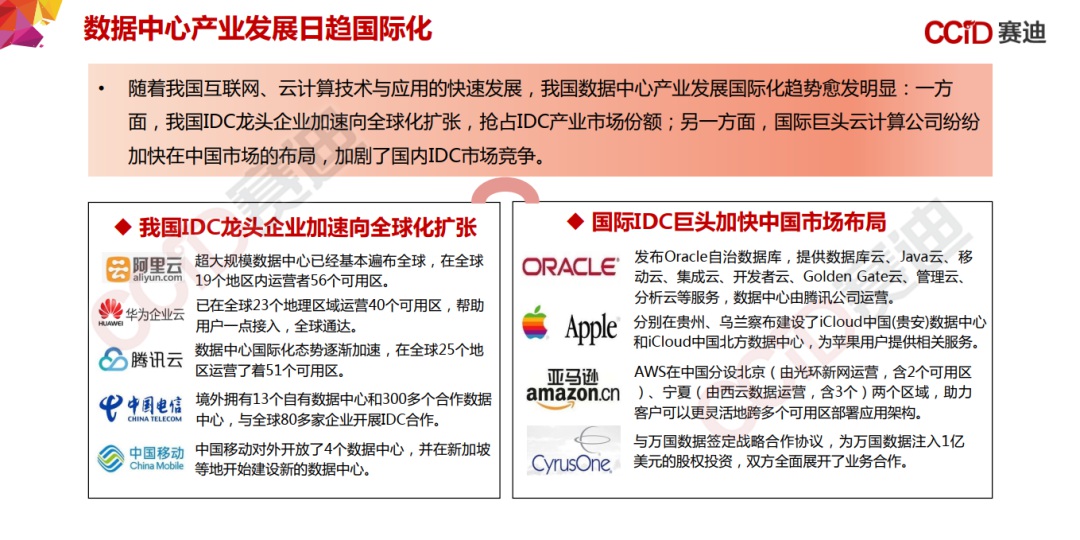 数据中心产业发展日趋国际化
CCiD 赛迪
• 随着我国互联网、云计算技术与应用的快速发展，我国数据中心产业发展国际化趋势愈发明显：一方
面，我国IDC龙头企业加速向全球化扩张，抢占IDC产业市场份额；另一方面，国际巨头云计算公司纷纷
加快在中国市场的布局，加剧了国内IDC市场竞争。
◆ 我国IDC龙头企业加速向全球化扩张
阿里云
aliyun.com
超大规模数据中心已经基本遍布全球，在全球
19个地区内运营者56个可用区。
HUAWEI
华为企业云
已在全球23个地理区域运营40个可用区，帮助
用户一点接入，全球通达。
腾讯云
数据中心国际化态势逐渐加速，在全球25个地
区运营了着51个可用区。
中国电信
CHINA TELECOM
境外拥有13个自有数据中心和300多个合作数据
中心，与全球80多家企业开展IDC合作。
中国移动
China Mobile
中国移动对外开放了4个数据中心，并在新加坡
等地开始建设新的数据中心。
◆ 国际IDC巨头加快中国市场布局
ORACLE
发布Oracle自治数据库，提供数据库云、Java云、移
动云、集成云、开发者云、Golden Gate云、管理云、
分析云等服务，数据中心由腾讯公司运营。
Apple
分别在贵州、乌兰察布建设了iCloud中国(贵安)数据中心
和iCloud中国北方数据中心，为苹果用户提供相关服务。
亚马逊
amazon.cn
AWS在中国分设北京（由光环新网运营，含2个可用区
）、宁夏（由西云数据运营，含3个）两个区域，助力
客户可以更灵活地跨多个可用区部署应用架构。
CyrusOne
与万国数据签定战略合作协议，为万国数据注入1亿
美元的股权投资，双方全面展开了业务合作。
CCiD赛迪
CCiD赛迪